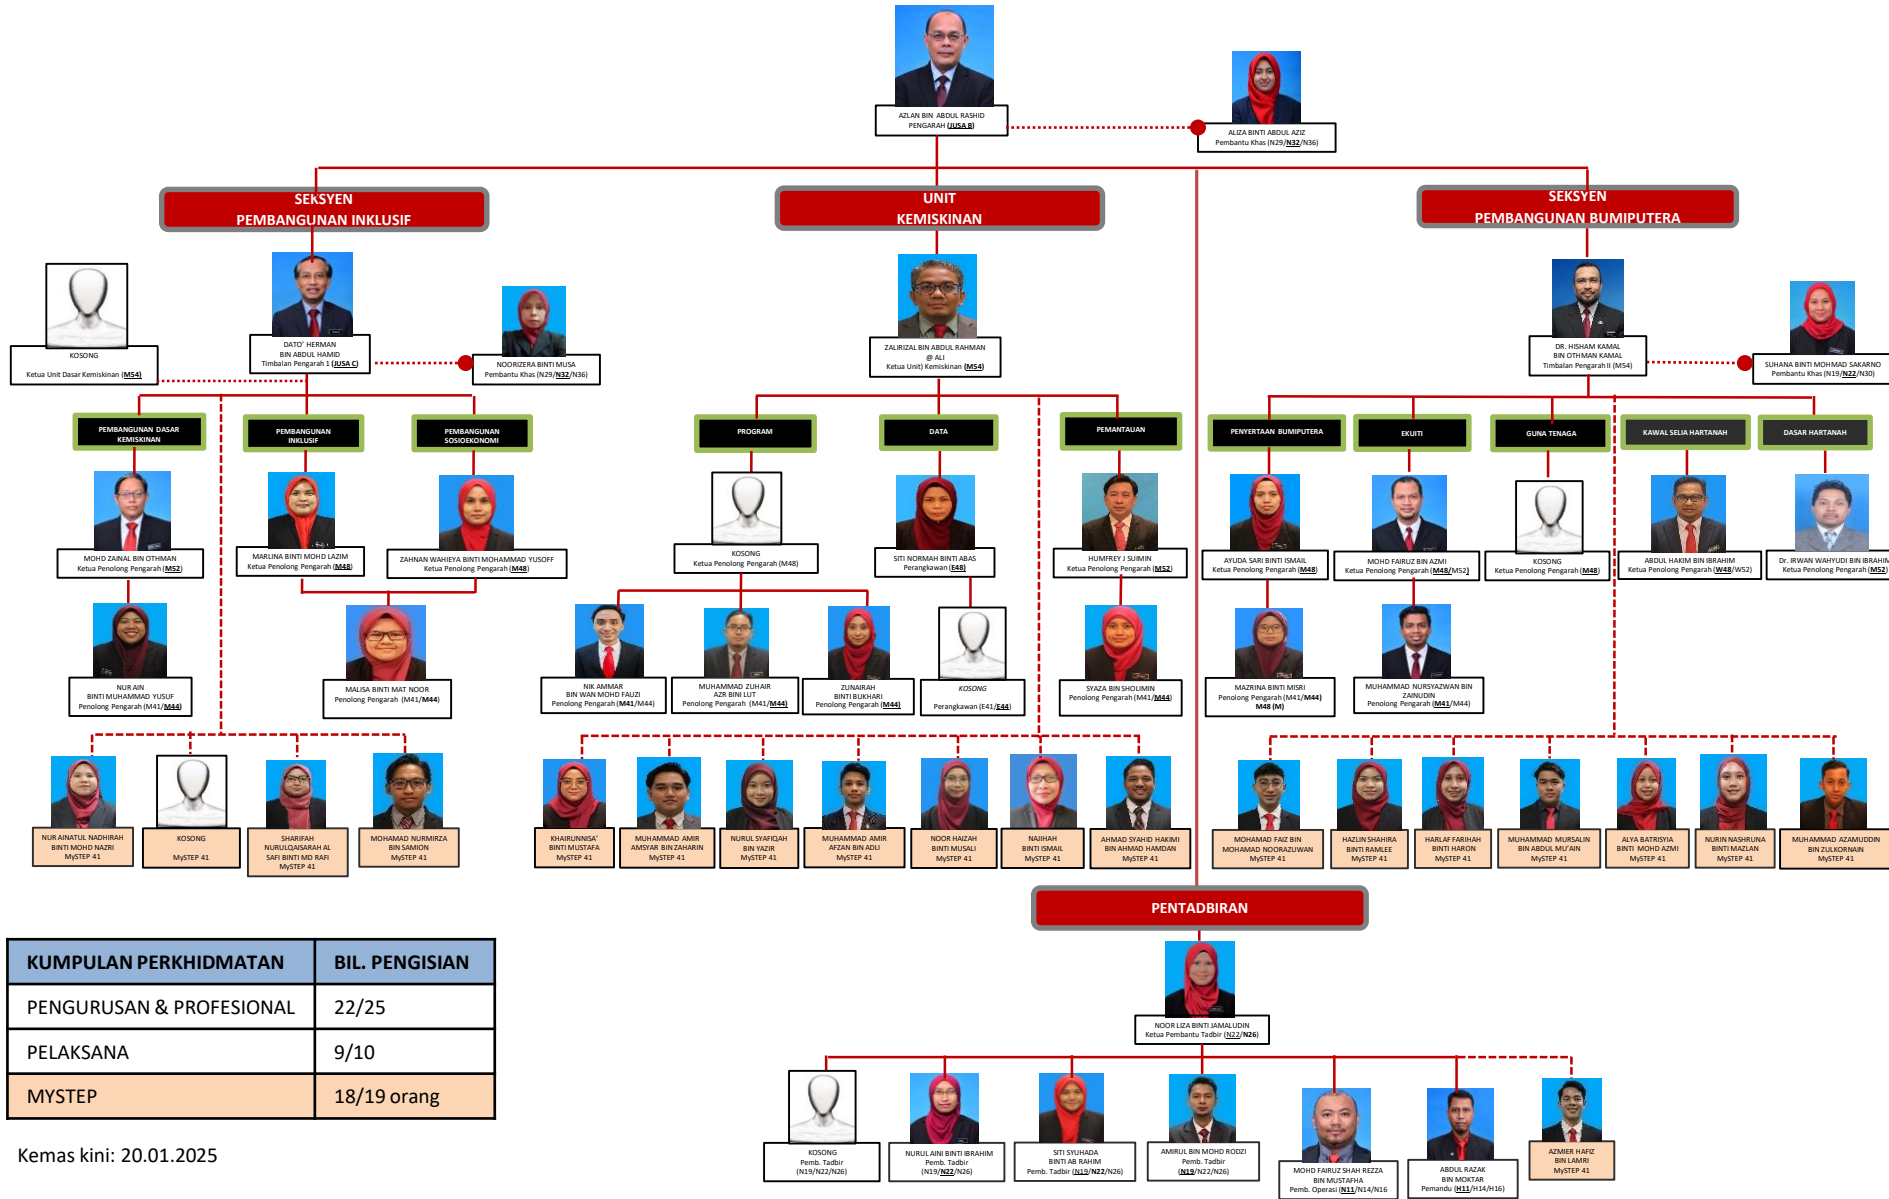 AZLAN BIN ABDUL RASHID
PENGARAH (JUSA B)
ALIZA BINTI ABDUL AZIZ
Pembantu Khas (N29/N32/N36)
SEKSYEN
PEMBANGUNAN INKLUSIF
UNIT
KEMISKINAN
SEKSYEN
PEMBANGUNAN BUMIPUTERA
KOSONG
Ketua Unit Dasar Kemiskinan (M54)
DATO' HERMAN
BIN ABDUL HAMID
Timbalan Pengarah 1 (JUSA C)
NOORIZERA BINTI MUSA
Pembantu Khas (N29/N32/N36)
ZALIRIZAL BIN ABDUL RAHMAN
@ ALI
Ketua Unit) Kemiskinan (M54)
DR. HISHAM KAMAL
BIN OTHMAN KAMAL
Timbalan Pengarah II (M54)
SUHANA BINTI MOHMAD SAKARNO
Pembantu Khas (N19/N22/N30)
PEMBANGUNAN DASAR
KEMISKINAN
PEMBANGUNAN
INKLUSIF
PEMBANGUNAN
SOSIOEKONOMI
PROGRAM
DATA
PEMANTAUAN
PENYERTAAN BUMIPUTERA
EKUITI
GUNA TENAGA
KAWAL SELIA HARTANAH
DASAR HARTANAH
MOHD ZAINAL BIN OTHMAN
Ketua Penolong Pengarah (M52)
MARLINA BINTI MOHD LAZIM
Ketua Penolong Pengarah (M48)
ZAHNAN WAHIEYA BINTI MOHAMMAD YUSOFF
Ketua Penolong Pengarah (M48)
KOSONG
Ketua Penolong Pengarah (M48)
SITI NORMAH BINTI ABAS
Perangkawan (E48)
HUMFREY J SUIMIN
Ketua Penolong Pengarah (M52)
AYUDA SARI BINTI ISMAIL
Ketua Penolong Pengarah (M48)
MOHD FAIRUZ BIN AZMI
Ketua Penolong Pengarah (M48/M52)
KOSONG
Ketua Penolong Pengarah (M48)
ABDUL HAKIM BIN IBRAHIM
Ketua Penolong Pengarah (W48/W52)
Dr. IRWAN WAHYUDI BIN IBRAHIM
Ketua Penolong Pengarah (M52)
NUR AIN
BINTI MUHAMMAD YUSUF
Penolong Pengarah (M41/M44)
MALISA BINTI MAT NOOR
Penolong Pengarah (M41/M44)
NIK AMMAR
BIN WAN MOHD FAUZI
Penolong Pengarah (M41/M44)
MUHAMMAD ZUHAIR
AZR BINI LUT
Penolong Pengarah (M41/M44)
ZUNAIRAH
BINTI BUKHARI
Penolong Pengarah (M44)
KOSONG
Perangkawan (E41/E44)
SYAZA BIN SHOLIMIN
Penolong Pengarah (M41/M44)
MAZRINA BINTI MISRI
Penolong Pengarah (M41/M44)
M48 (M)
MUHAMMAD NURSYAZWAN BIN
ZAINUDIN
Penolong Pengarah (M41/M44)
NUR AINATUL NADHIRAH
BINTI MOHD NAZRI
MySTEP 41
KOSONG
MySTEP 41
SHARIFAH
NURULQAISARAH AL
SAFI BINTI MD RAFI
MySTEP 41
MOHAMAD NURMIRZA
BIN SAMION
MySTEP 41
KHAIRUNNISA'
BINTI MUSTAFA
MySTEP 41
MUHAMMAD AMIR
AMSYAR BIN ZAHARIN
MySTEP 41
NURUL SYAFIQAH
BIN YAZIR
MySTEP 41
MUHAMMAD AMIR
AFZAN BIN ADLI
MySTEP 41
NOOR HAIZAH
BINTI MUSALI
MySTEP 41
NAJIHAH
BINTI ISMAIL
MySTEP 41
AHMAD SYAHID HAKIMI
BIN AHMAD HAMDAN
MySTEP 41
MOHAMAD FAIZ BIN
MOHAMAD NOORAZUWAN
MySTEP 41
HAZLIN SHAHIRA
BINTI RAMLEE
MySTEP 41
HARLAF FARIHAH
BINTI HARON
MySTEP 41
MUHAMMAD MURSALIN
BIN ABDUL MU'AIN
MySTEP 41
ALYA BATRISYIA
BINTI MOHD AZMI
MySTEP 41
NURIN NASHRUNA
BINTI MAZLAN
MySTEP 41
MUHAMMAD AZAMUDDIN
BIN ZULKORNAIN
MySTEP 41
PENTADBIRAN
NOOR LIZA BINTI JAMALUDIN
Ketua Pembantu Tadbir (N22/N26)
KOSONG
Pemb. Tadbir
(N19/N22/N26)
NURUL AINI BINTI IBRAHIM
Pemb. Tadbir
(N19/N22/N26)
SITI SYUHADA
BINTI AB RAHIM
Pemb. Tadbir (N19/N22/N26)
AMIRUL BIN MOHD RODZI
Pemb. Tadbir
(N19/N22/N26)
MOHD FAIRUZ SHAH REZZA
BIN MUSTAFHA
Pemb. Operasi (N11/N14/N16
ABDUL RAZAK
BIN MOKTAR
Pemandu (H11/H14/H16)
AZMIER HAFIZ
BIN LAMRI
MySTEP 41
KUMPULAN PERKHIDMATAN BIL. PENGISIAN
PENGURUSAN & PROFESIONAL 22/25
PELAKSANA 9/10
MYSTEP 18/19 orang
Kemas kini: 20.01.2025